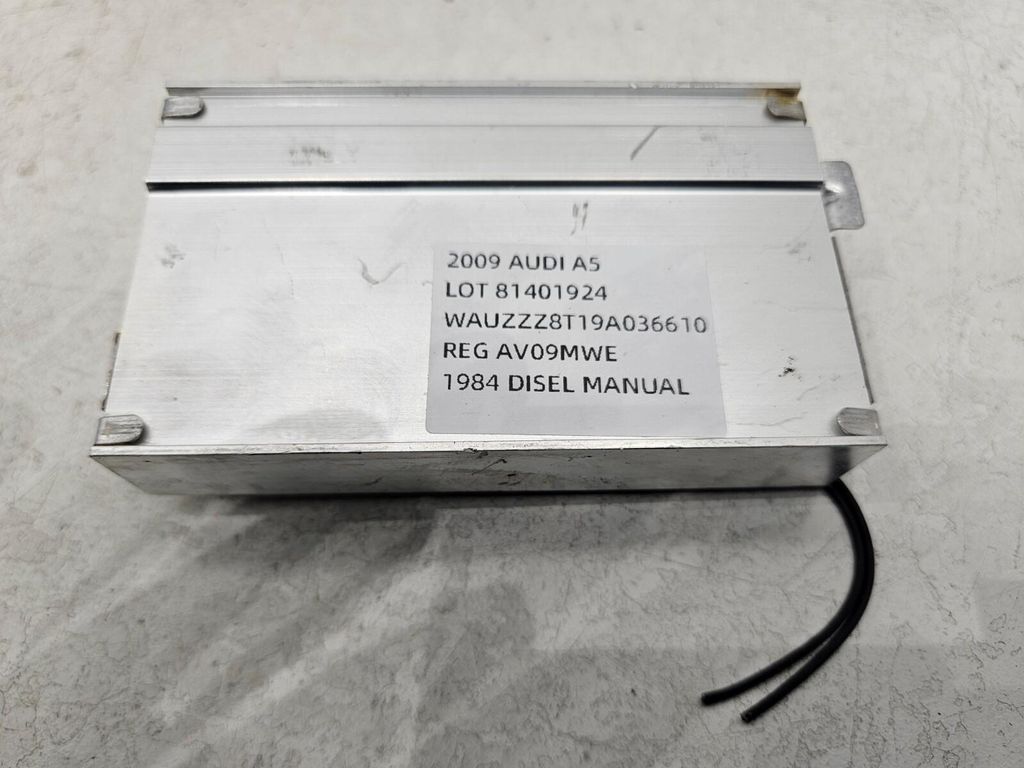 2009 AUDI A5
LOT 81401924
WAUZZZ8T19A036610
REG AV09MWE
1984 DISEL MANUAL